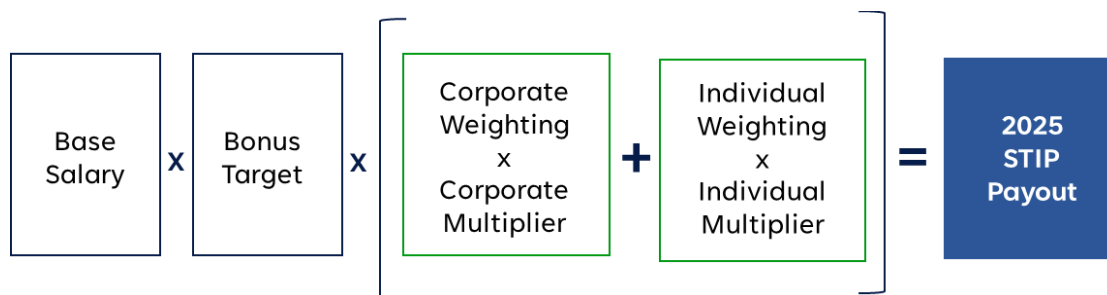 Base
Salary
x
Bonus
Target
x
Corporate
Weighting
x
Corporate
Multiplier
+
Individual
Weighting
x
Individual
Multiplier
=
2025
STIP
Payout